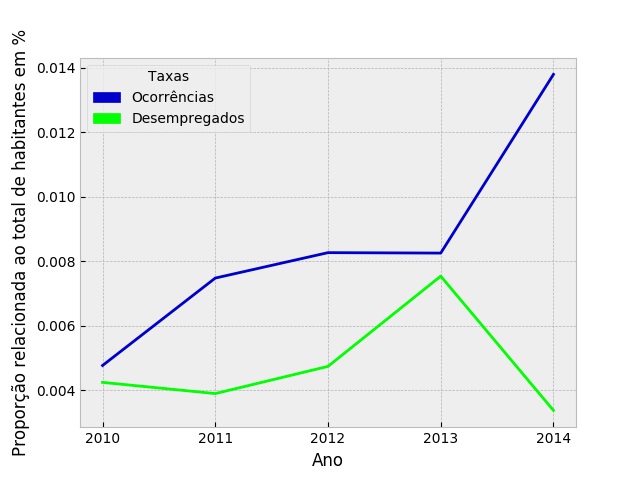 Proporção relacionada ao total de habitantes em %
0.014
0.012
0.010
0.008
0.006
0.004
Taxas
Ocorrências
Desempregados
2010 2011 2012 2013 2014
Ano